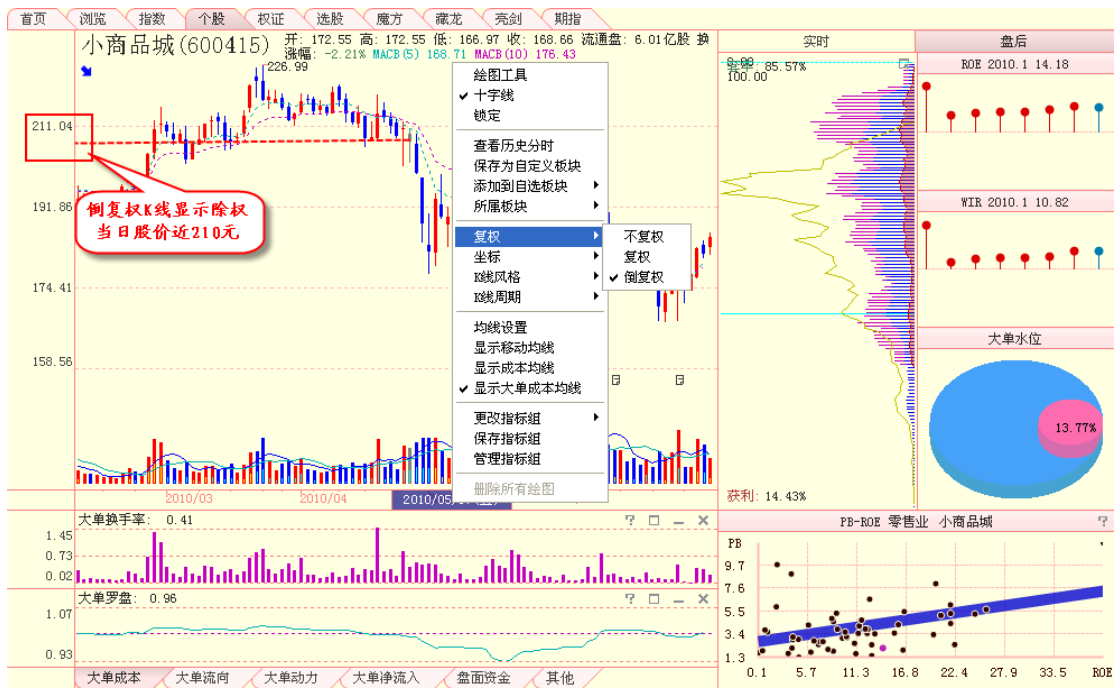 首页 浏览 指数 个股 权证 选股 魔方 藏龙 亮剑 期指
小商品城(600415) 开: 172.55 高: 172.55 低: 166.97 收: 168.66 流通盘: 6.01亿股 换
涨幅: -2.21% MACB(5) 168.71 MACB(10) 176.43
226.99
211.04
191.86
174.41
158.56
倒复权K线显示除权
当日股价近210元
绘图工具
十字线
锁定
查看历史分时
保存为自定义板块
添加到自选板块
所属板块
复权
坐标
K线风格
K线周期
均线设置
显示移动均线
显示成本均线
显示大单成本均线
更改指标组
保存指标组
管理指标组
删除所有绘图
不复权
复权
倒复权
2010/03
2010/04
2010/05
大单换手率: 0.41
1.45
0.73
0.02
大单罗盘: 0.96
1.07
0.93
大单成本 大单流向 大单动力 大单净流入 盘面资金 其他
实时 盘后
85.57%
100.00
获利: 14.43%
ROE 2010.1 14.18
WIR 2010.1 10.82
大单水位
13.77%
PB-ROE 零售业 小商品城 ?
PB
9.7
7.6
5.5
3.4
1.3
0.1 5.7 11.3 16.8 22.4 27.9 33.5 ROE